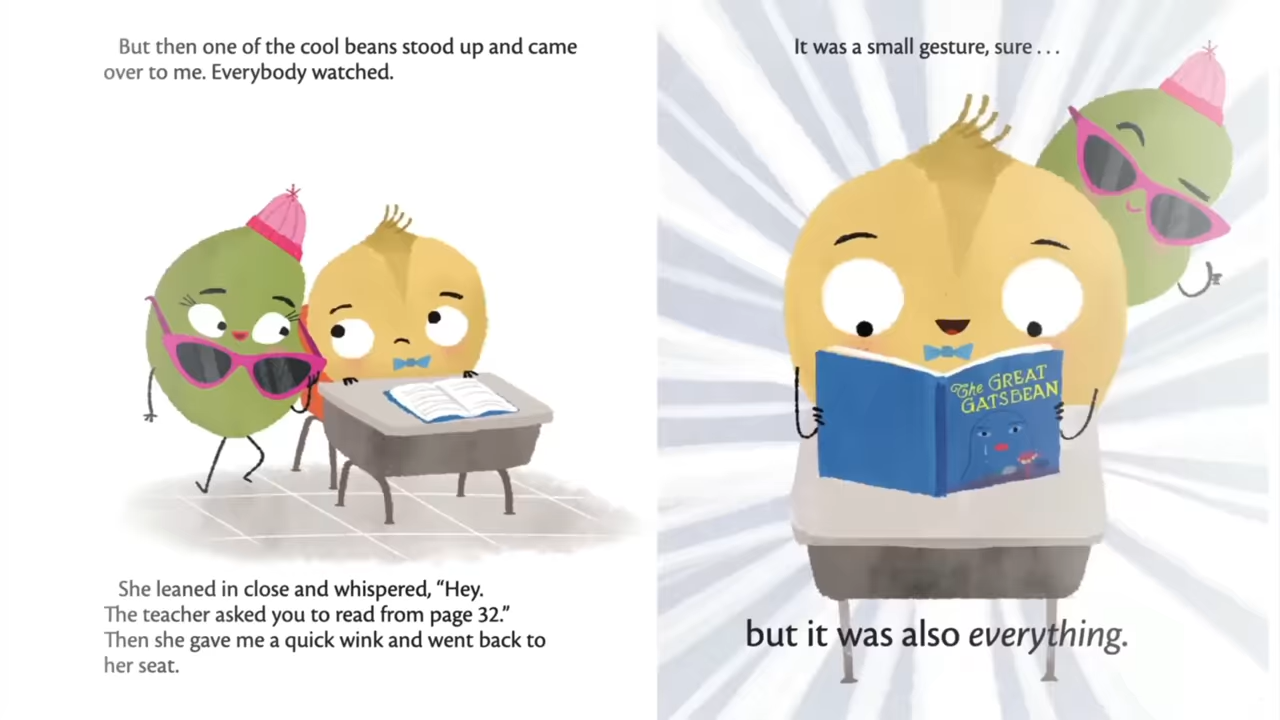 But then one of the cool beans stood up and came
over to me. Everybody watched.
She leaned in close and whispered, “Hey.
The teacher asked you to read from page 32.”
Then she gave me a quick wink and went back to
her seat.
It was a small gesture, sure . . .
The GREAT
GATSBEAN
but it was also everything.